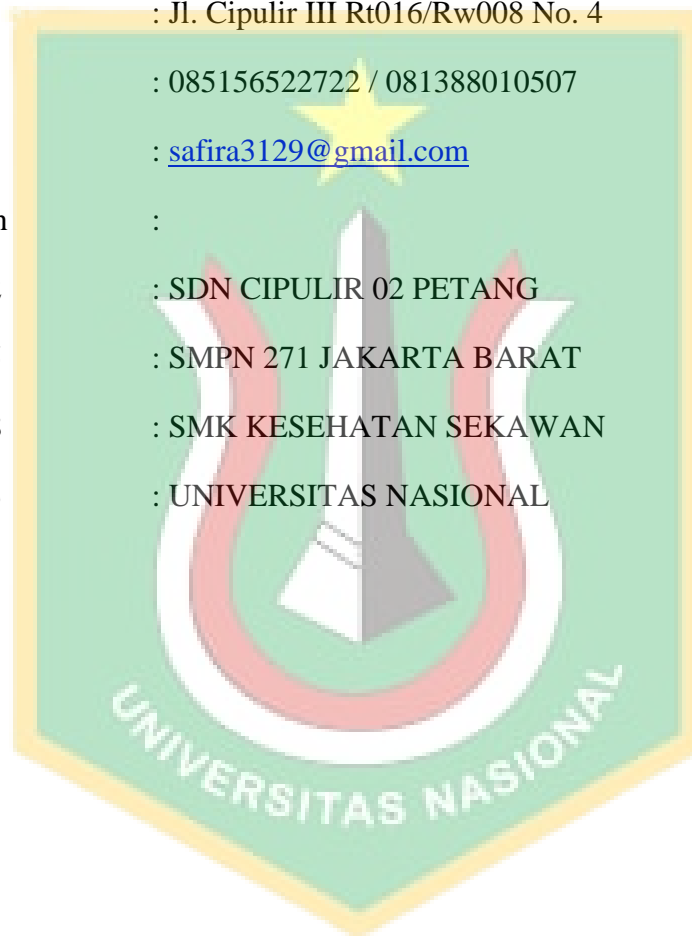 : Jl. Cipulir III Rt016/Rw008 No. 4
: 085156522722 / 081388010507
: safira3129@gmail.com
:
: SDN CIPULIR 02 PETANG
: SMPN 271 JAKARTA BARAT
: SMK KESEHATAN SEKAWAN
: UNIVERSITAS NASIONAL
UNIVERSITAS NASIONAL